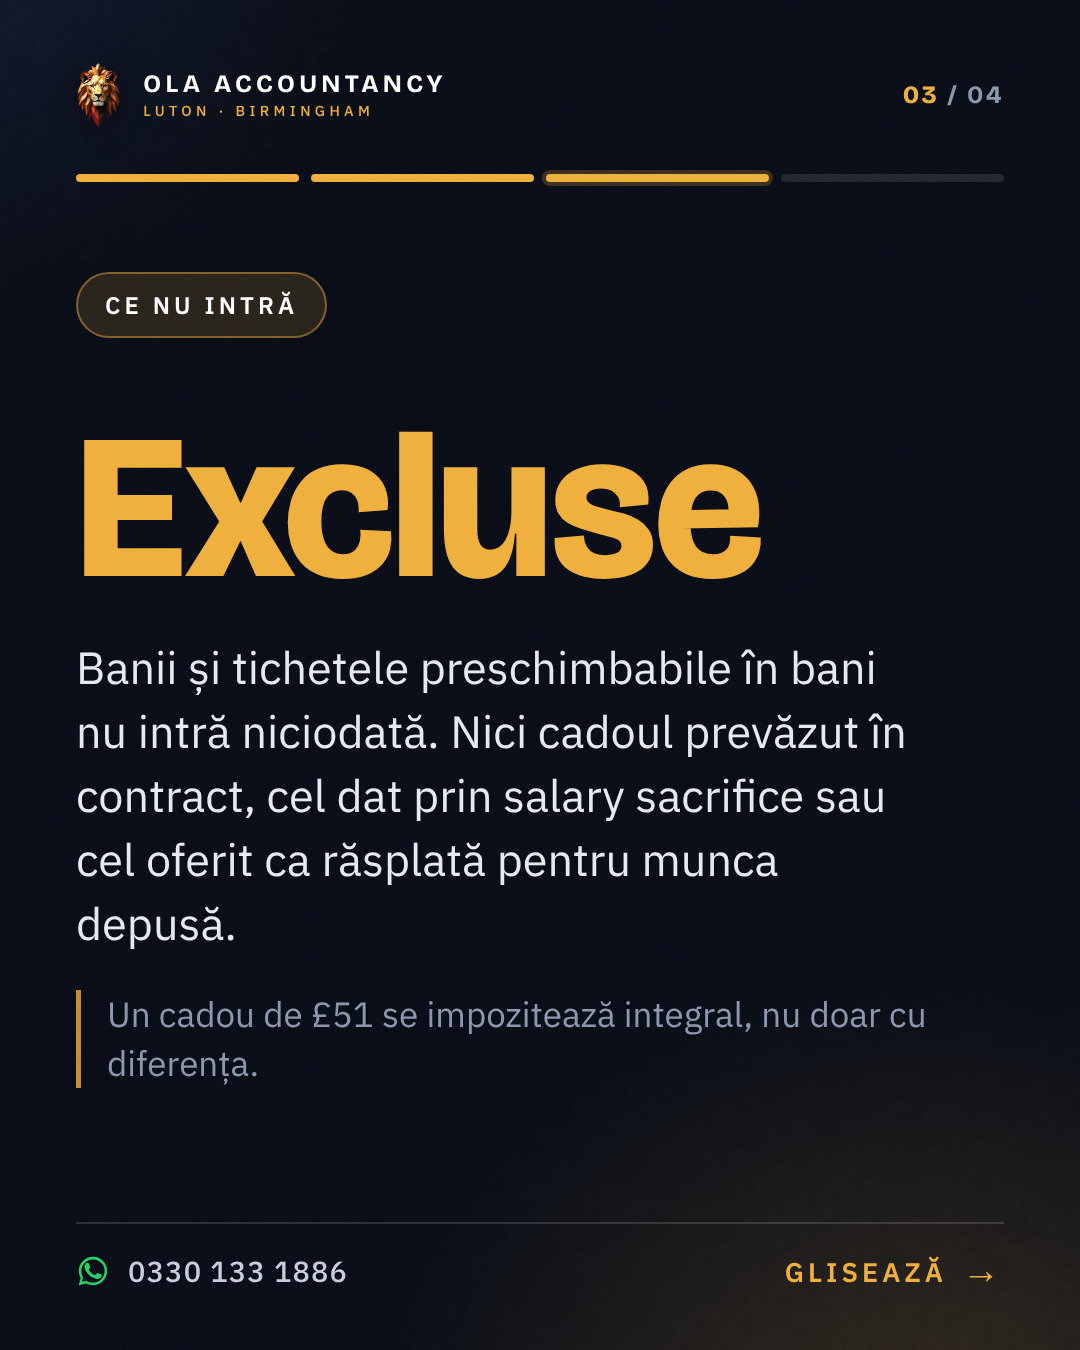 OLA ACCOUNTANCY
LUTON · BIRMINGHAM
03 / 04
CE NU INTRĂ
Excluse
Banii și tichetele preschimbabile în bani
nu intră niciodată. Nici cadoul prevăzut în
contract, cel dat prin salary sacrifice sau
cel oferit ca răsplată pentru munca
depusă.
Un cadou de £51 se impozitează integral, nu doar cu
diferența.
0330 133 1886
GLISEAZĂ →